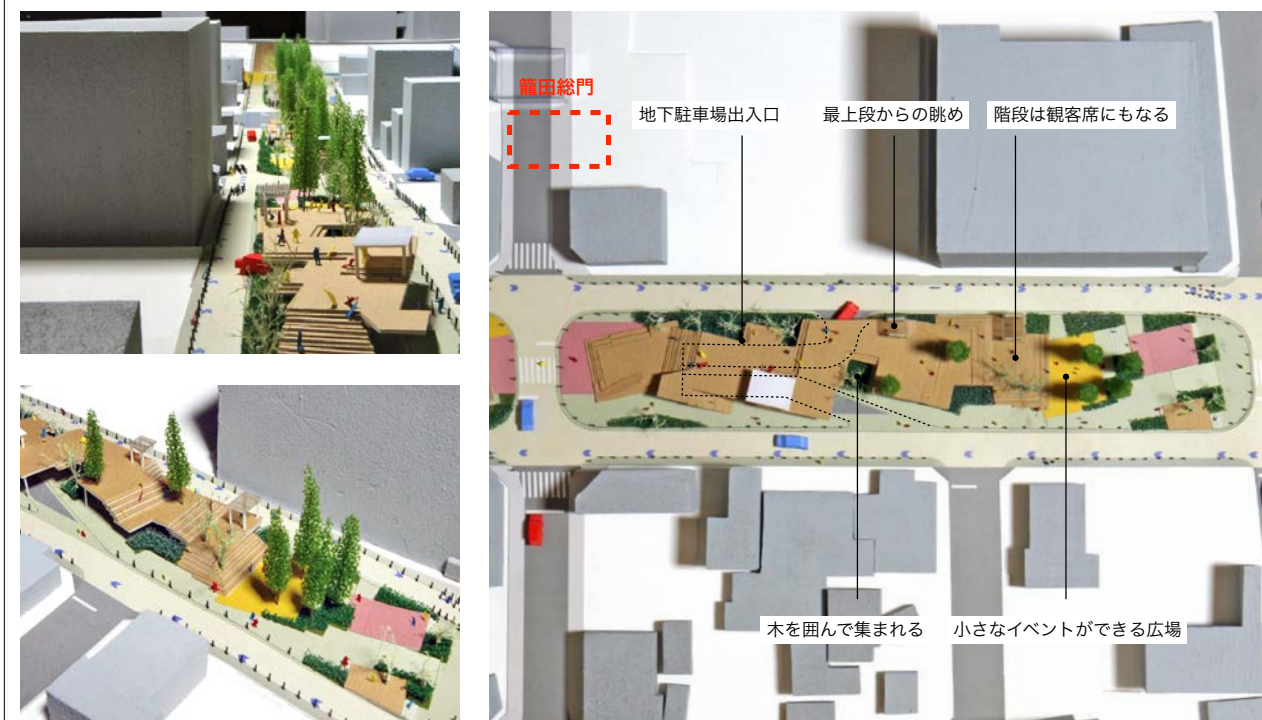 籠田総門
地下駐車場出入口
最上段からの眺め
階段は観客席にもなる
木を囲んで集まれる
小さなイベントができる広場